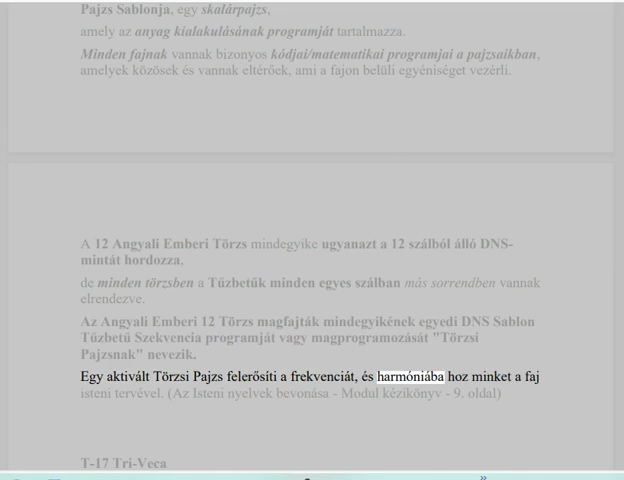 Pajzs Sablonja, egy skalárpajzs,
amely az anyag kialakulásának programját tartalmazza.
Minden fajnak vannak bizonyos kódjai/matematikai programjai a pajzsaikban,
amelyek közösek és vannak eltérőek, ami a fajon belüli egyéniséget vezérli.
A 12 Angyali Emberi Törzs mindegyike ugyanazt a 12 szálból álló DNS-
mintát hordozza,
de minden törzsben a Tűzbetűk minden egyes szálban más sorrendben vannak
elrendezve.
Az Angyali Emberi 12 Törzs magfajták mindegyikének egyedi DNS Sablon
Tűzbetű Szekvencia programját vagy magprogramozását "Törzsi
Pajzsnak" nevezik.
Egy aktivált Törzsi Pajzs felerősíti a frekvenciát, és harmóniába hoz minket a faj
isteni tervével. (Az Isteni nyelvek bevonása - Modul kézikönyv - 9. oldal)
T-17 Tri-Veca